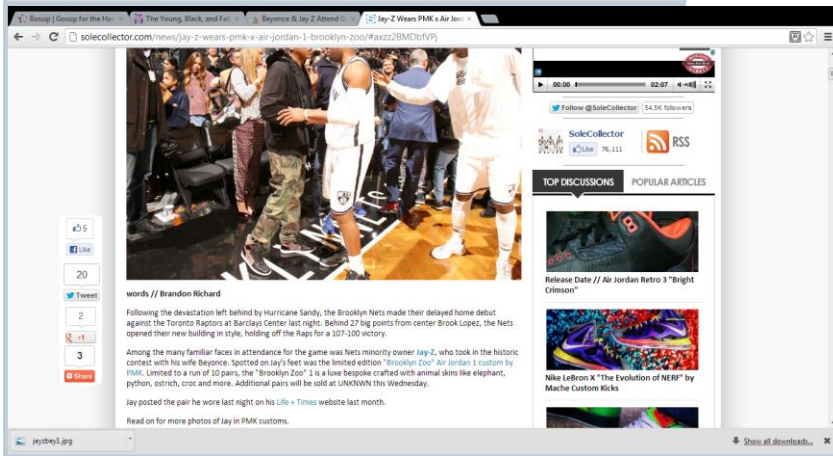 Bessip | Gossip for the Ha
The Young, Black, and Fab
Beyonce & Jay Z Attend G
Jay-Z Wears PMK x Air Jord
solecollector.com/news/jay-z-wears-pmk-x-air-jordan-1-brooklyn-zoo/#axzz2BMDbfVPj
00:00
02:07
Follow @SoleCollector
54.5K followers
SoleCollector
Like
76,111
RSS
TOP DISCUSSIONS
POPULAR ARTICLES
5
Like
20
Tweet
2
+1
3
Share
words // Brandon Richard
Following the devastation left behind by Hurricane Sandy, the Brooklyn Nets made their delayed home debut
against the Toronto Raptors at Barclays Center last night. Behind 27 big points from center Brook Lopez, the Nets
opened their new building in style, holding off the Raps for a 107-100 victory.
Among the many familiar faces in attendance for the game was Nets minority owner Jay-Z, who took in the historic
contest with his wife Beyonce. Spotted on Jay's feet was the limited edition "Brooklyn Zoo" Air Jordan 1 custom by
PMK. Limited to a run of 10 pairs, the "Brooklyn Zoo" 1 is a luxe bespoke crafted with animal skins like elephant,
python, ostrich, croc and more. Additional pairs will be sold at UNKNWN this Wednesday.
Jay posted the pair he wore last night on his Life + Times website last month.
Read on for more photos of Jay in PMK customs.
Release Date // Air Jordan Retro 3 "Bright
Crimson"
Nike LeBron X "The Evolution of NERF" by
Mache Custom Kicks
jayzbey1.jpg
Show all downloads...